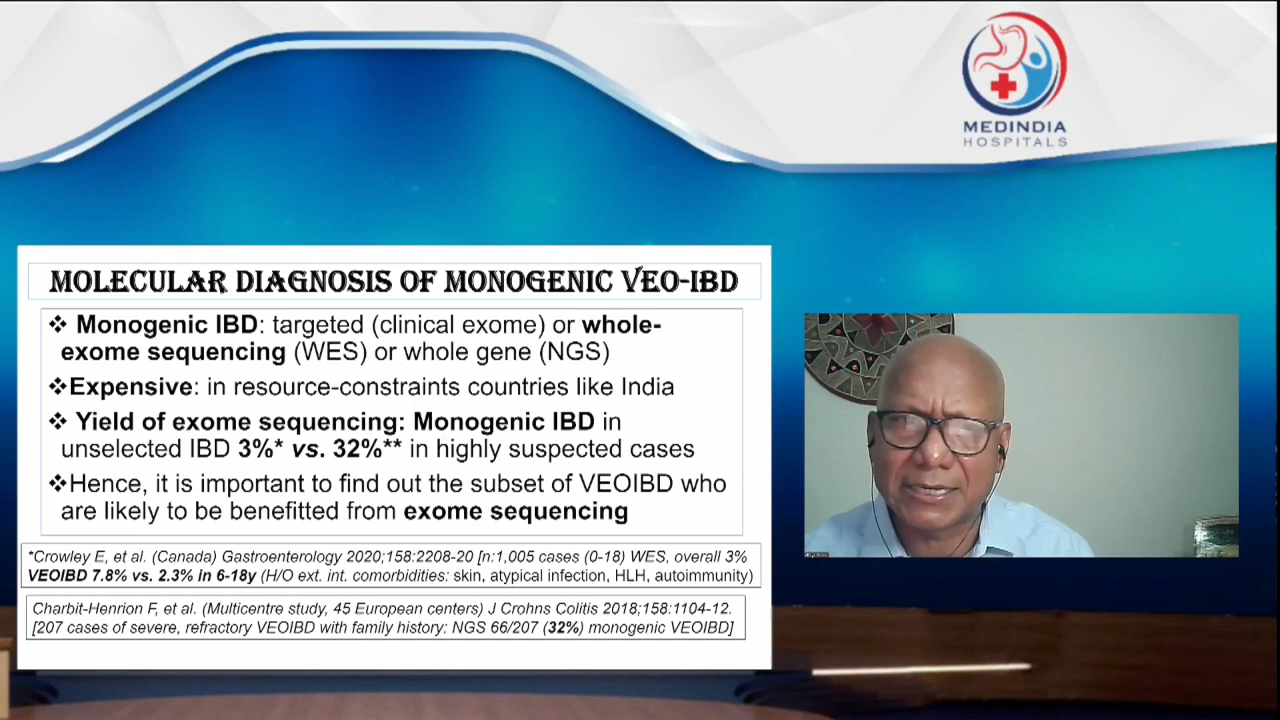 MEDINDIA
HOSPITALS
MOLECULAR DIAGNOSIS OF MONOGENIC VEO-IBD
❖ Monogenic IBD: targeted (clinical exome) or whole-
exome sequencing (WES) or whole gene (NGS)
❖Expensive: in resource-constraints countries like India
❖ Yield of exome sequencing: Monogenic IBD in
unselected IBD 3%* vs. 32%** in highly suspected cases
❖Hence, it is important to find out the subset of VEOIBD who
are likely to be benefitted from exome sequencing
*Crowley E, et al. (Canada) Gastroenterology 2020;158:2208-20 [n:1,005 cases (0-18) WES, overall 3%
VEOIBD 7.8% vs. 2.3% in 6-18y (H/O ext. int. comorbidities: skin, atypical infection, HLH, autoimmunity)
Charbit-Henrion F, et al. (Multicentre study, 45 European centers) J Crohns Colitis 2018;158:1104-12.
[207 cases of severe, refractory VEOIBD with family history: NGS 66/207 (32%) monogenic VEOIBD]